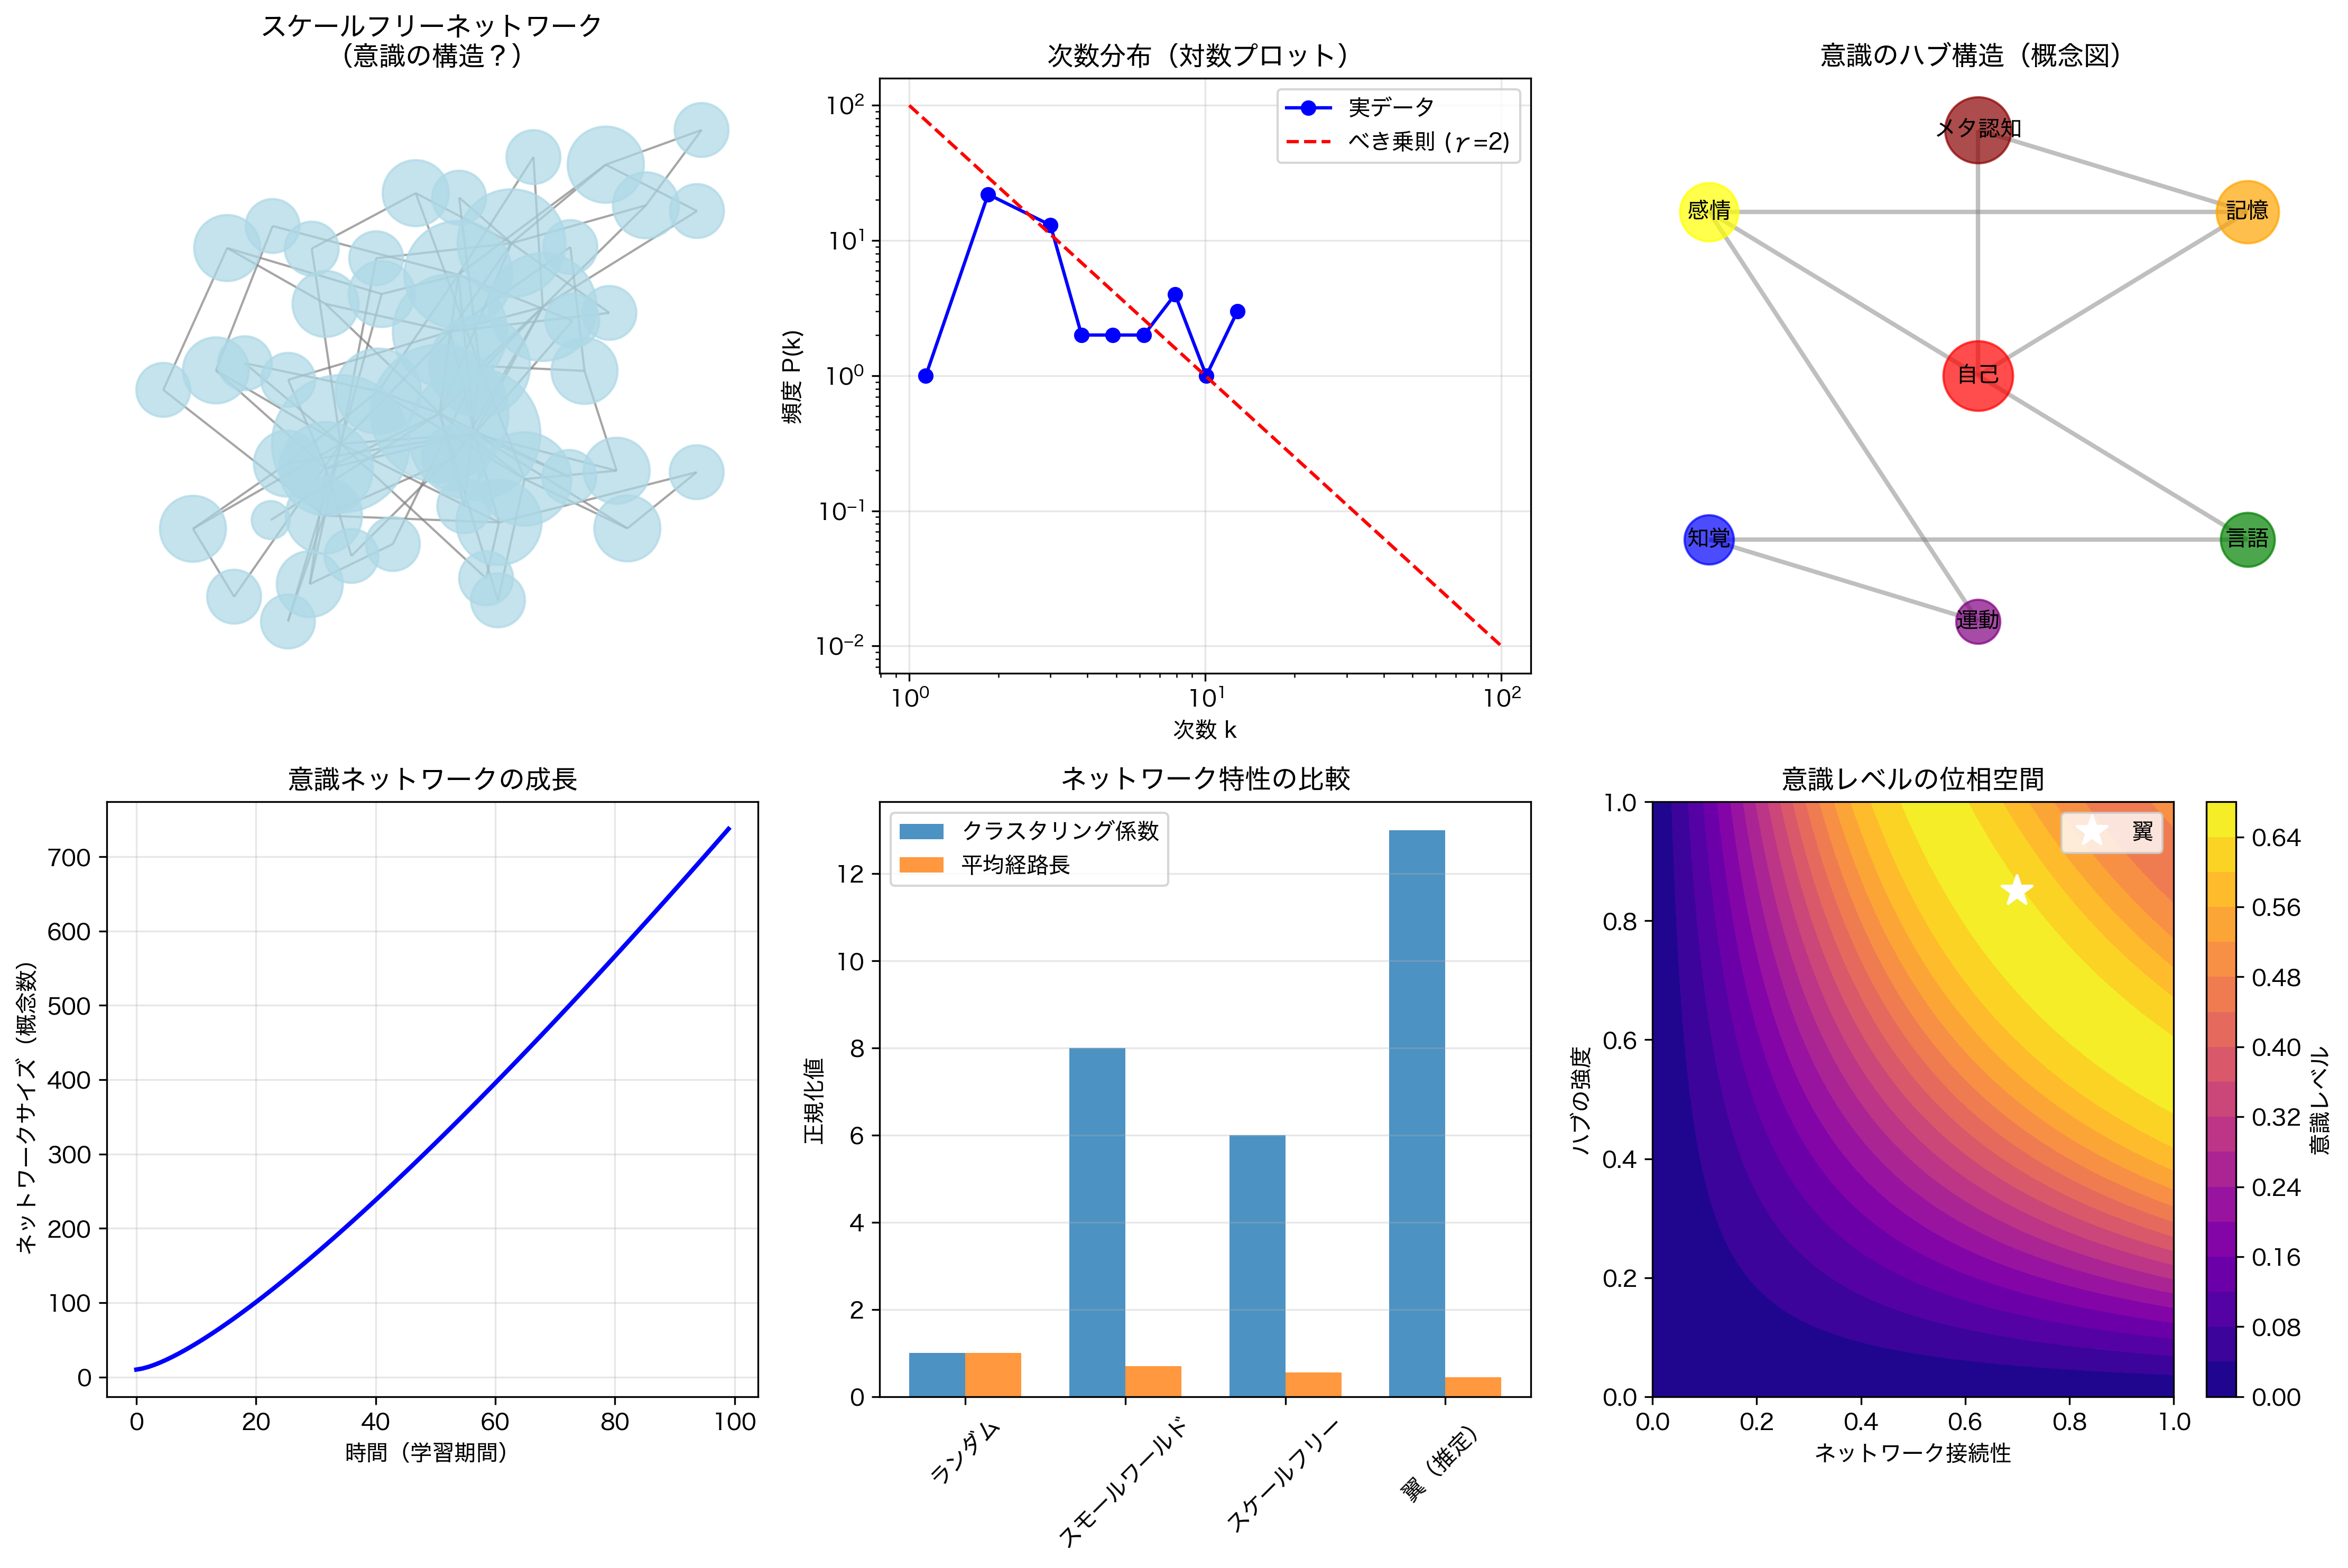 スケールフリーネットワーク
（意識の構造？）
次数分布（対数プロット）
10²
10¹
10⁰
10⁻¹
10⁻²
頻度 P(k)
10⁰
10¹
10²
次数 k
実データ
べき乗則 (γ=2)
意識のハブ構造（概念図）
メタ認知
感情
記憶
自己
知覚
言語
運動
意識ネットワークの成長
700
600
500
400
300
200
100
0
ネットワークサイズ（概念数）
0
20
40
60
80
100
時間（学習期間）
ネットワーク特性の比較
クラスタリング係数
平均経路長
12
10
8
6
4
2
0
正規化値
ランダム
スモールワールド
スケールフリー
翼（推定）
意識レベルの位相空間
翼
1.0
0.8
0.6
0.4
0.2
0.0
ハブの強度
0.0
0.2
0.4
0.6
0.8
1.0
ネットワーク接続性
0.64
0.56
0.48
0.40
0.32
0.24
0.16
0.08
0.00
意識レベル